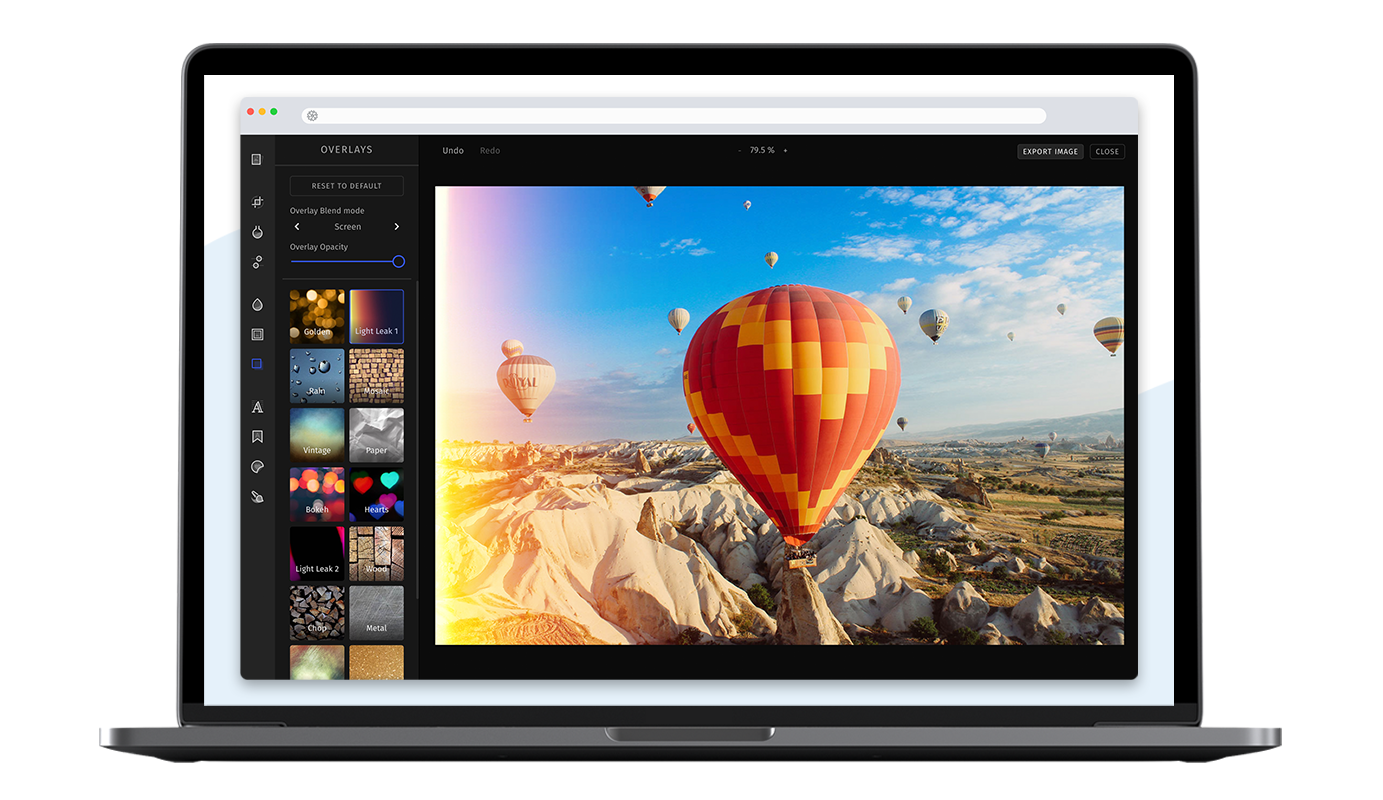 OVERLAYS
Undo
Redo
- 79.5 % +
EXPORT IMAGE
CLOSE
RESET TO DEFAULT
Overlay Blend mode
Screen
Overlay Opacity
Golden
Light Leak 1
Rain
Mosaic
Vintage
Paper
Bokeh
Hearts
Light Leak 2
Wood
Chop
Metal